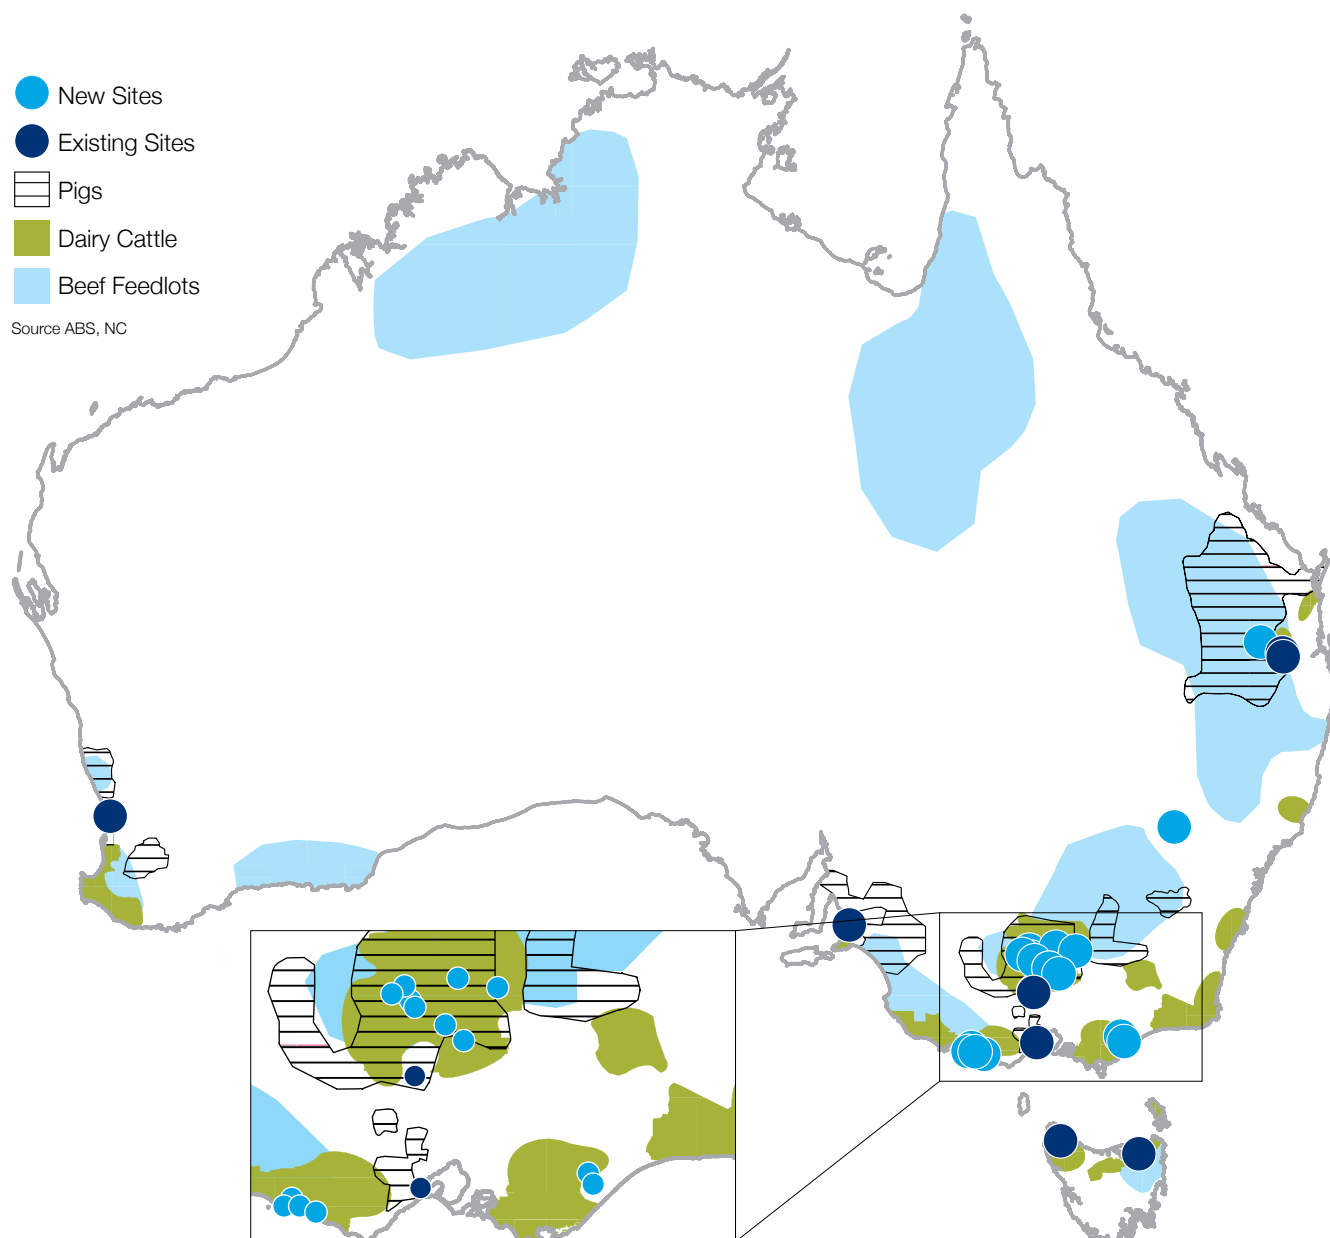 New Sites
Existing Sites
Pigs
Dairy Cattle
Beef Feedlots
Source ABS, NC